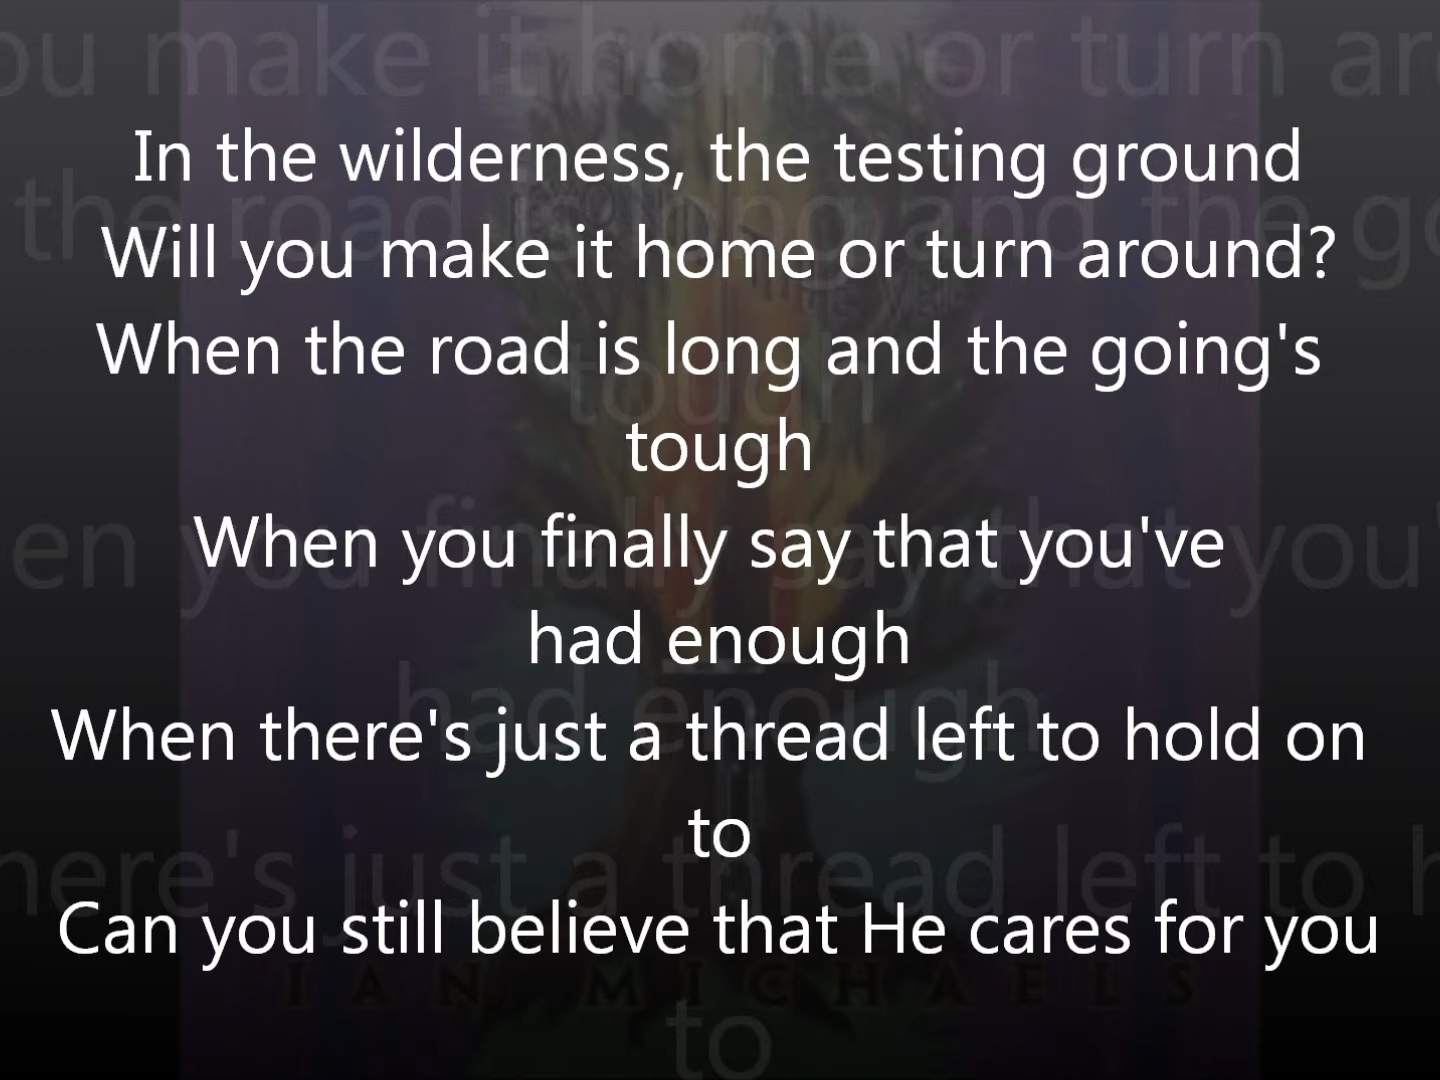 In the wilderness, the testing ground
Will you make it home or turn around?
When the road is long and the going's
tough
When you finally say that you've
had enough
When there's just a thread left to hold on
to
Can you still believe that He cares for you
IAN MICHAELS